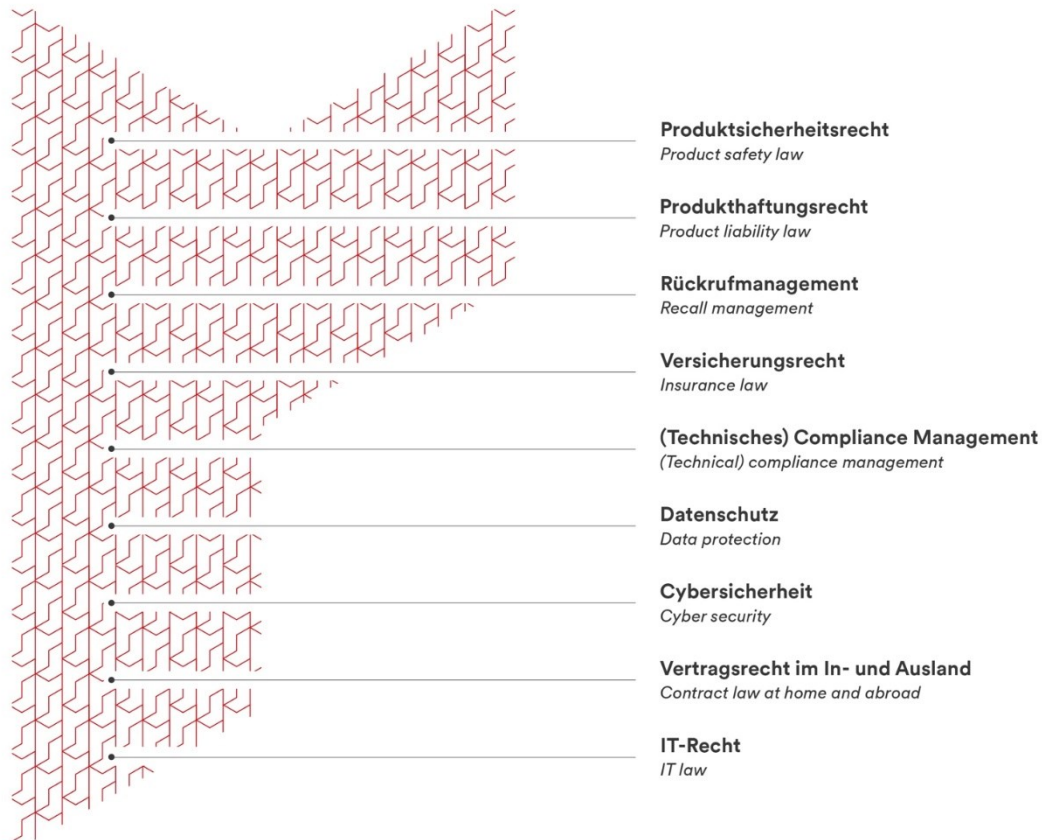 Produktsicherheitsrecht
Product safety law
Produkthaftungsrecht
Product liability law
Rückrufmanagement
Recall management
Versicherungsrecht
Insurance law
(Technisches) Compliance Management
(Technical) compliance management
Datenschutz
Data protection
Cybersicherheit
Cyber security
Vertragsrecht im In- und Ausland
Contract law at home and abroad
IT-Recht
IT law